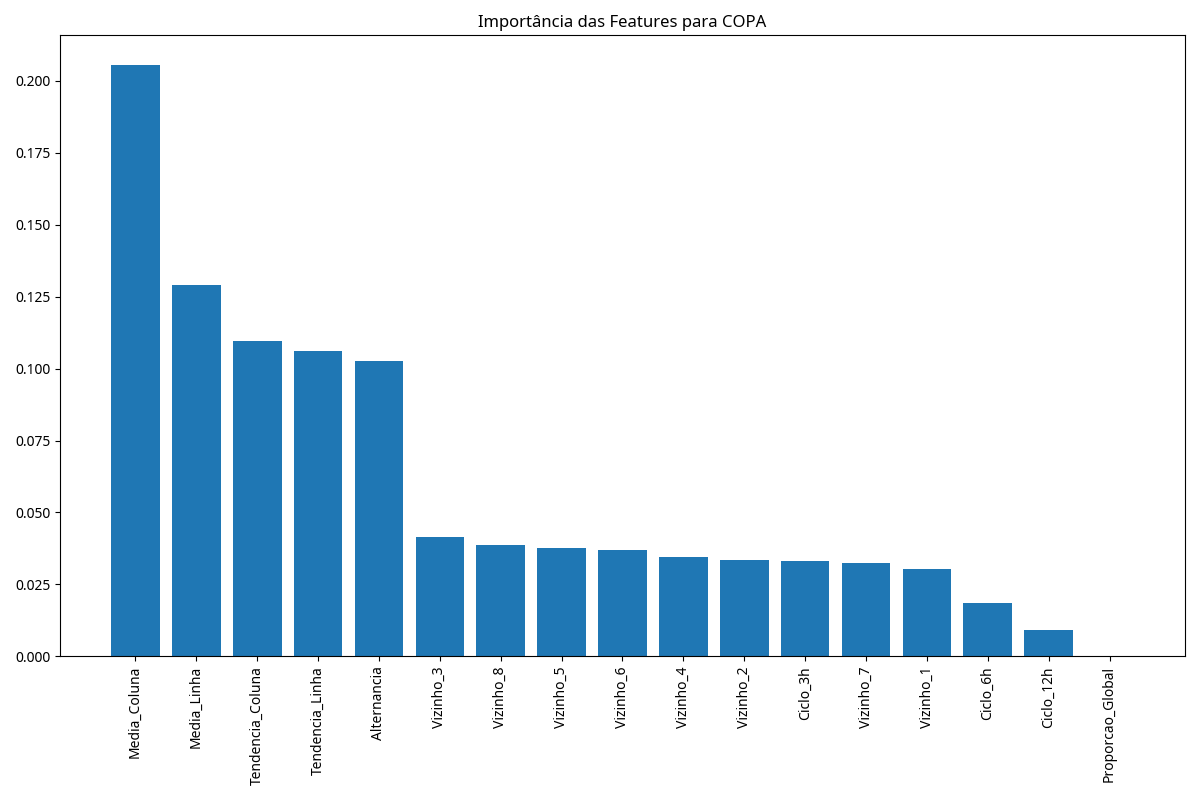 Importância das Features para COPA
0.200
0.175
0.150
0.125
0.100
0.075
0.050
0.025
0.000
Media_Coluna
Media_Linha
Tendencia_Coluna
Tendencia_Linha
Alternancia
Vizinho_3
Vizinho_8
Vizinho_5
Vizinho_6
Vizinho_4
Vizinho_2
Ciclo_3h
Vizinho_7
Vizinho_1
Ciclo_6h
Ciclo_12h
Proporcao_Global